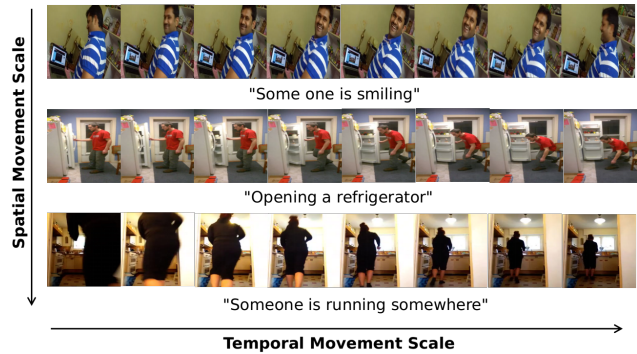 Spatial Movement Scale
"Some one is smiling"
"Opening a refrigerator"
"Someone is running somewhere"
Temporal Movement Scale